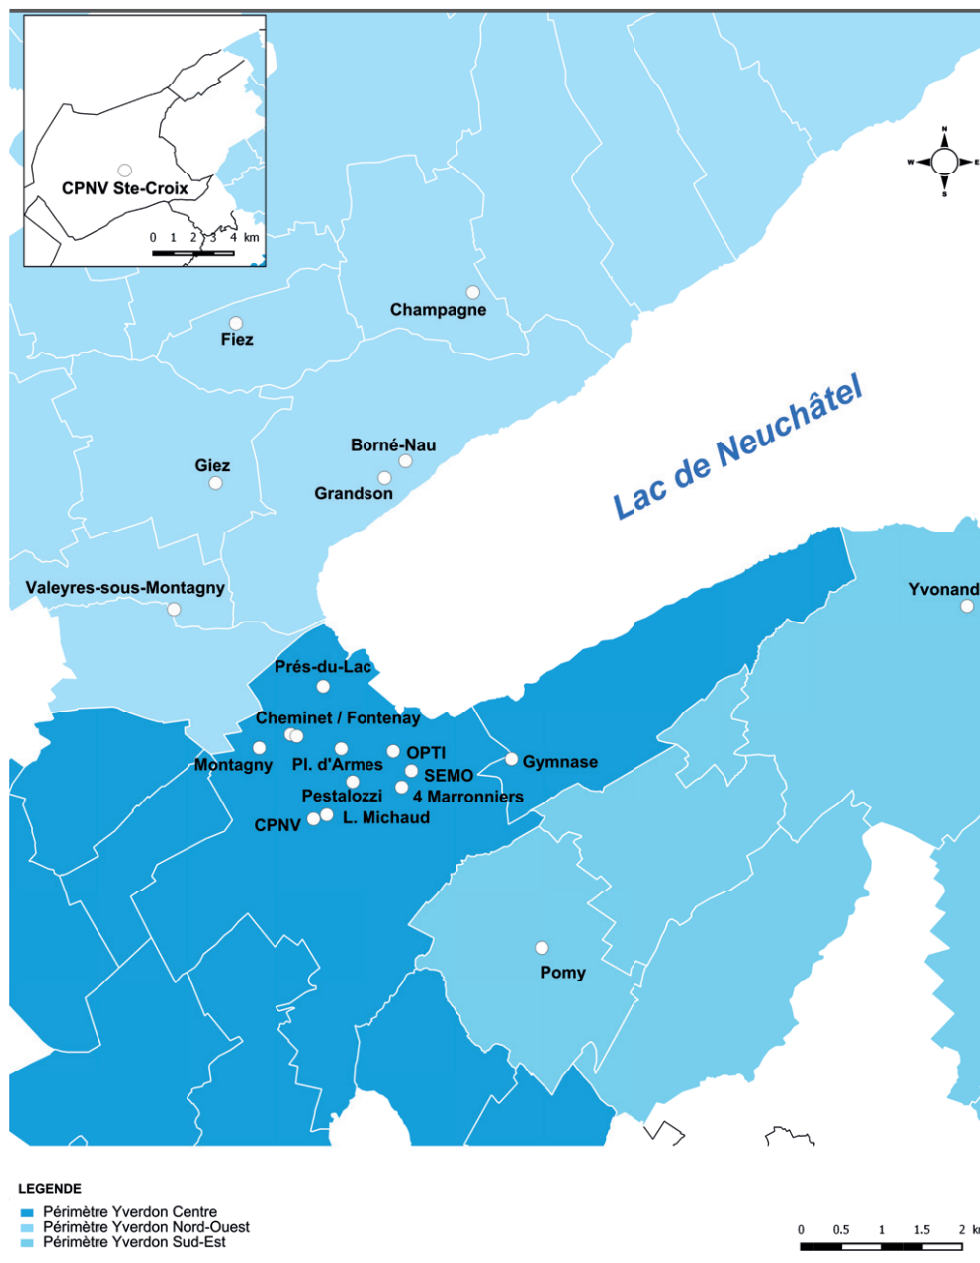 CPNV Ste-Croix
0 1 2 3 4 km
N
W E
S
Champagne
Fiez
Lac de Neuchâtel
Borné-Nau
Giez
Grandson
Valeyres-sous-Montagny
Yvonand
Prés-du-Lac
Cheminet / Fontenay
Montagny
Pl. d'Armes
OPTI
Gymnase
SEMO
Pestalozzi
4 Marronniers
CPNV
L. Michaud
Pomy
LEGENDE
Périmètre Yverdon Centre
Périmètre Yverdon Nord-Ouest
Périmètre Yverdon Sud-Est
0 0.5 1 1.5 2 km